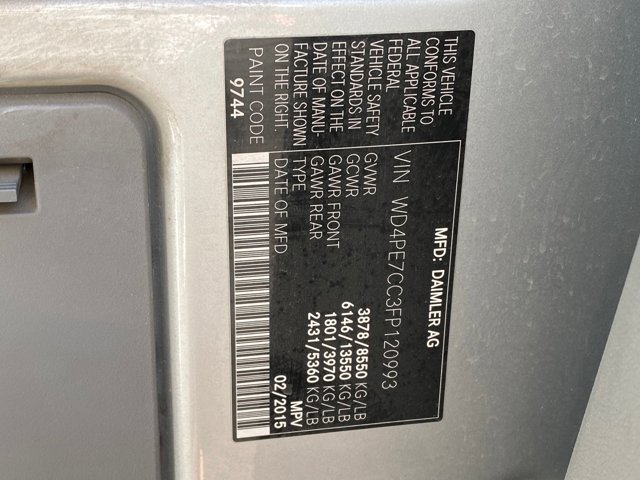 MFD: DAIMLER AG
VIN WD4PE7CC3FP120993
THIS VEHICLE
CONFORMS TO
ALL APPLICABLE
FEDERAL
VEHICLE SAFETY
STANDARDS IN
EFFECT ON THE
DATE OF MANU-
FACTURE SHOWN
ON THE RIGHT.
PAINT CODE
9744
GVWR 3878/8550 KG/LB
GCWR 6146/13550 KG/LB
GAWR FRONT 1801/3970 KG/LB
GAWR REAR 2431/5360 KG/LB
TYPE MPV
DATE OF MFD 02/2015